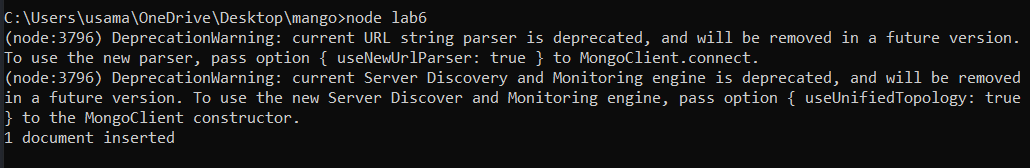 C:\Users\usama\OneDrive\Desktop\mango>node lab6
(node:3796) DeprecationWarning: current URL string parser is deprecated, and will be removed in a future version.
To use the new parser, pass option { useNewUrlParser: true } to MongoClient.connect.
(node:3796) DeprecationWarning: current Server Discovery and Monitoring engine is deprecated, and will be removed
in a future version. To use the new Server Discover and Monitoring engine, pass option { useUnifiedTopology: true
} to the MongoClient constructor.
1 document inserted